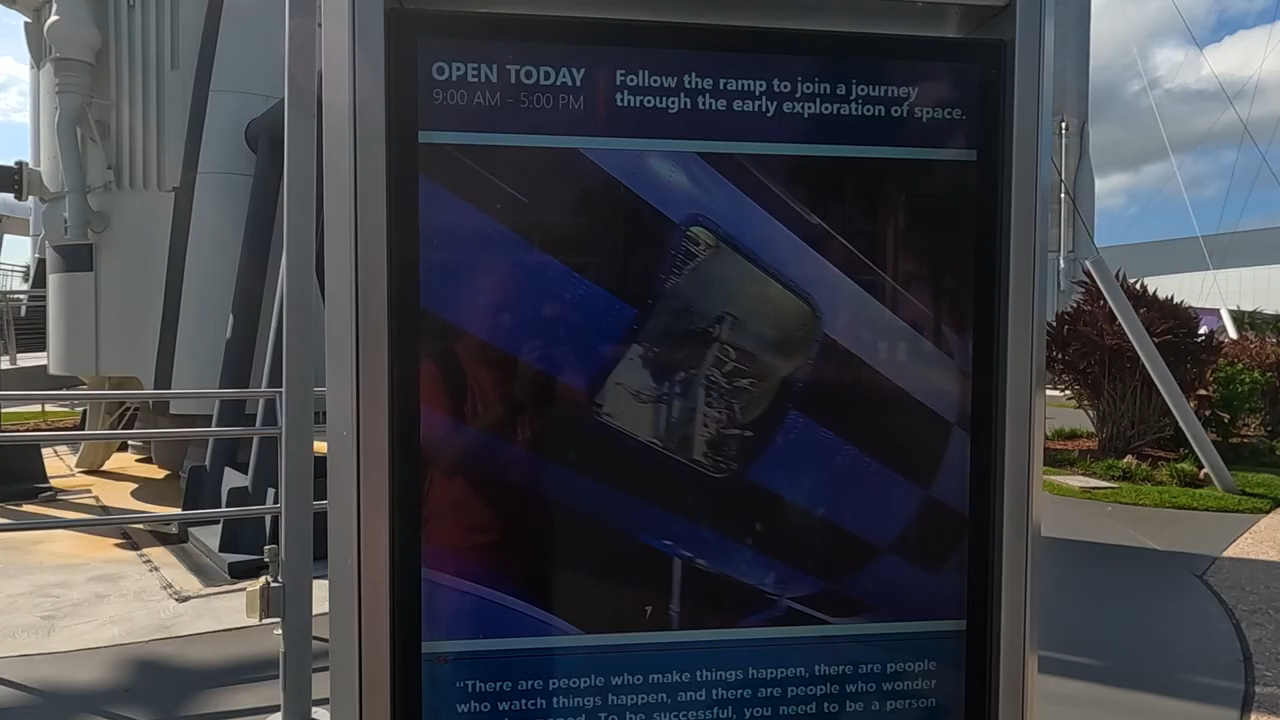 OPEN TODAY
9:00 AM - 5:00 PM
Follow the ramp to join a journey
through the early exploration of space.
“There are people who make things happen, there are people
who watch things happen, and there are people who wonder
To be successful, you need to be a person